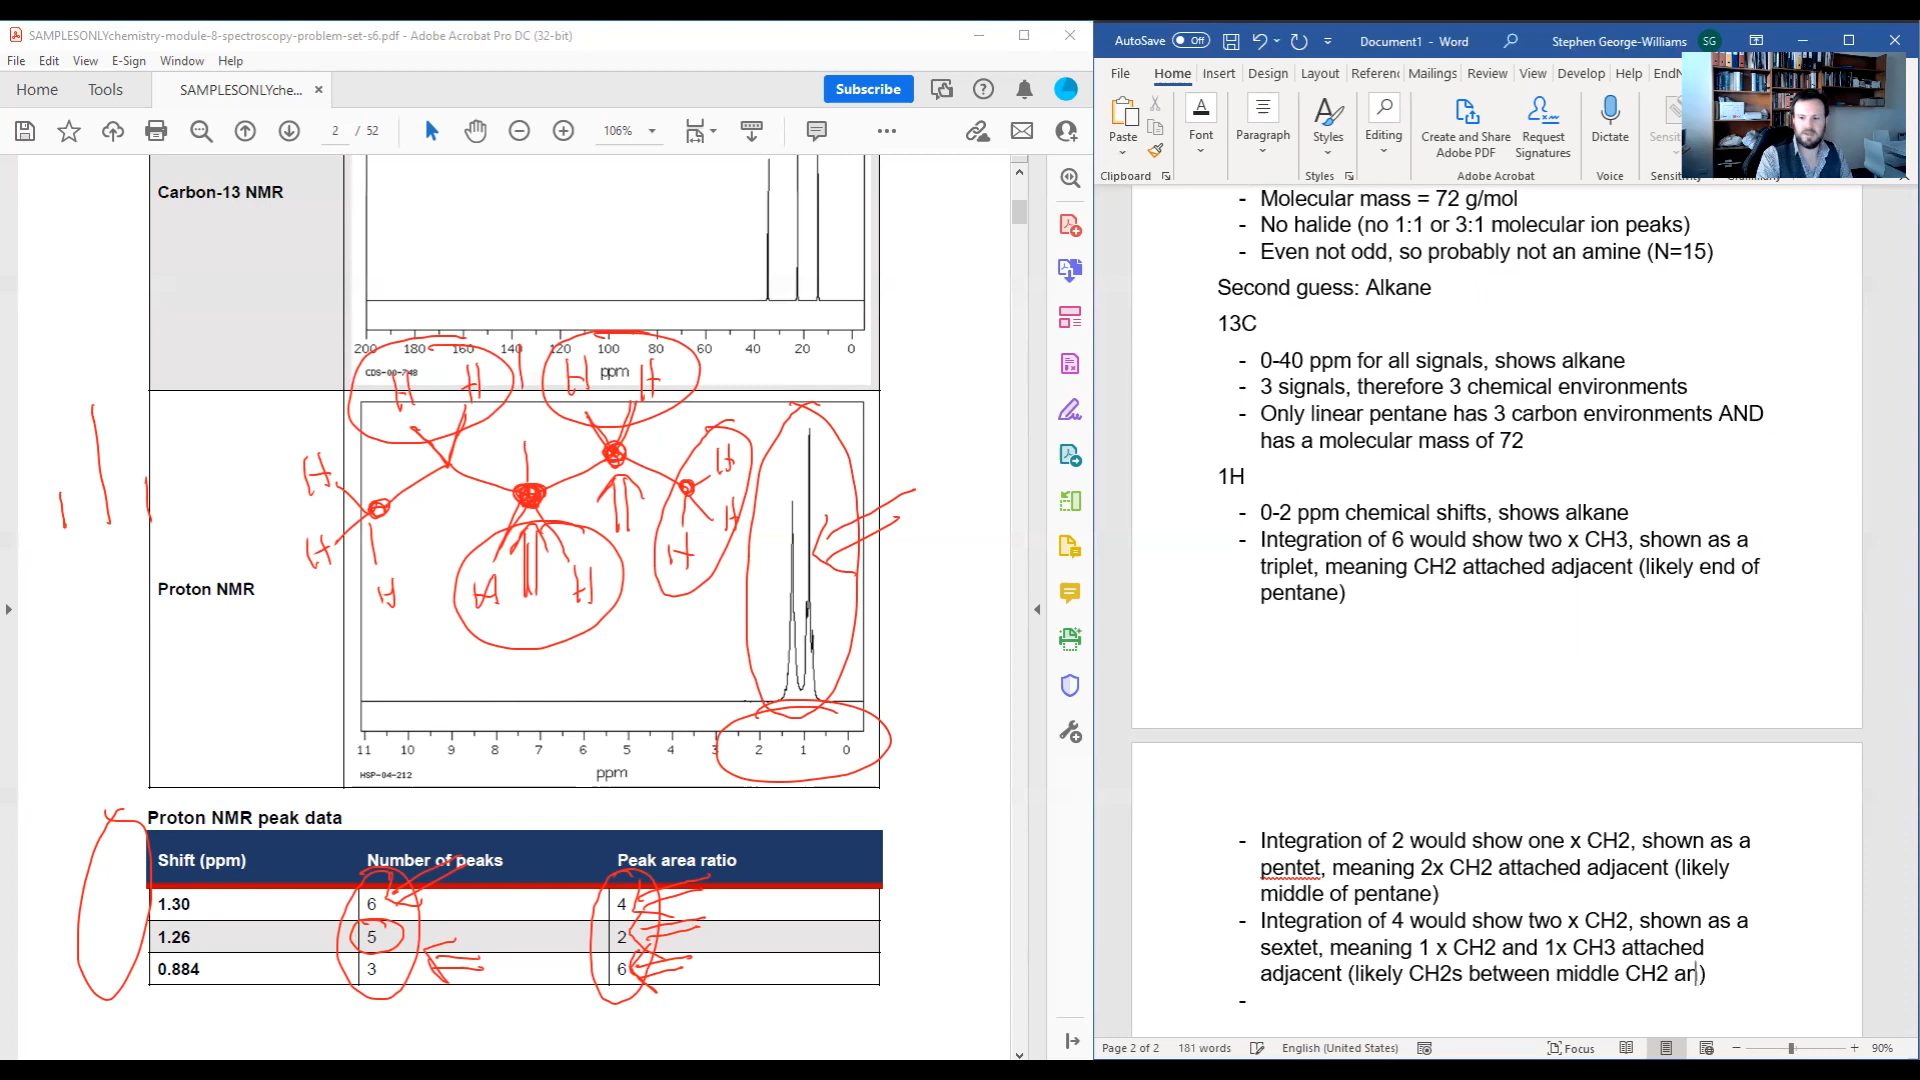 SAMPLESONLYchemistry-module-8-spectroscopy-problem-set-s6.pdf - Adobe Acrobat Pro DC (32-bit)
File Edit View E-Sign Window Help
Home Tools SAMPLESONLYche... ×
Subscribe
2 / 52
106%
Carbon-13 NMR
200 180 160 140 120 100 80 60 40 20 0
ppm
H H H H
H H H H H H H H
Proton NMR
11 10 9 8 7 6 5 4 3 2 1 0
HSP-04-212
ppm
Proton NMR peak data
Shift (ppm) Number of peaks Peak area ratio
1.30 6 4
1.26 5 2
0.884 3 6
AutoSave Off
Document1 - Word
Stephen George-Williams SG
File Home Insert Design Layout Referenc Mailings Review View Develop Help EndN
Paste Font Paragraph Styles Editing Create and Share Adobe PDF Request Signatures Dictate Sensit
Clipboard Styles Adobe Acrobat Voice
- Molecular mass = 72 g/mol
- No halide (no 1:1 or 3:1 molecular ion peaks)
- Even not odd, so probably not an amine (N=15)
Second guess: Alkane
13C
- 0-40 ppm for all signals, shows alkane
- 3 signals, therefore 3 chemical environments
- Only linear pentane has 3 carbon environments AND
has a molecular mass of 72
1H
- 0-2 ppm chemical shifts, shows alkane
- Integration of 6 would show two x CH3, shown as a
triplet, meaning CH2 attached adjacent (likely end of
pentane)
- Integration of 2 would show one x CH2, shown as a
pentet, meaning 2x CH2 attached adjacent (likely
middle of pentane)
- Integration of 4 would show two x CH2, shown as a
sextet, meaning 1 x CH2 and 1x CH3 attached
adjacent (likely CH2s between middle CH2 ar)
-
Page 2 of 2 181 words English (United States) Focus 90%